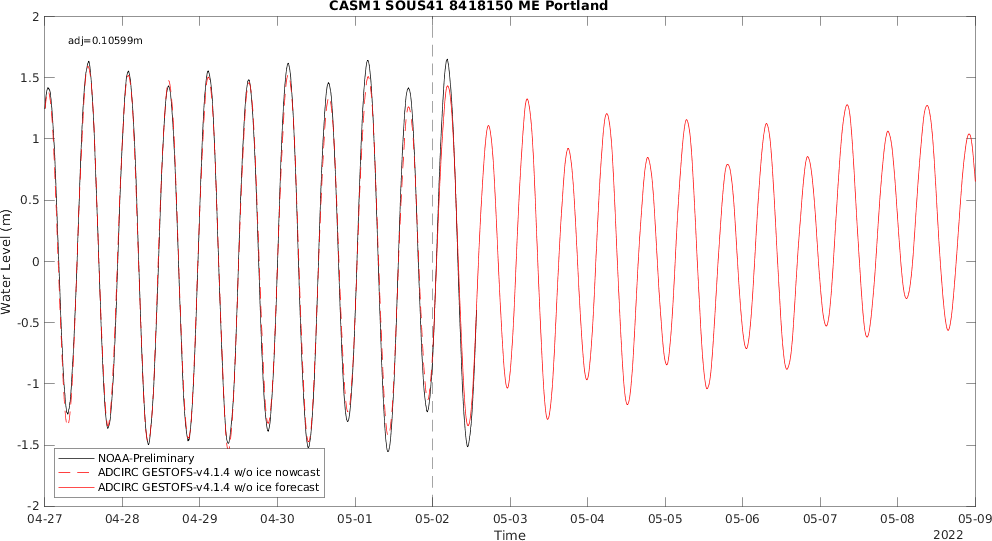 CASM1 SOUS41 8418150 ME Portland
adj=0.10599m
2
1.5
1
0.5
0
-0.5
-1
-1.5
-2
Water Level (m)
NOAA-Preliminary
ADCIRC GESTOFS-v4.1.4 w/o ice nowcast
ADCIRC GESTOFS-v4.1.4 w/o ice forecast
04-27 04-28 04-29 04-30 05-01 05-02 05-03 05-04 05-05 05-06 05-07 05-08 05-09
Time
2022